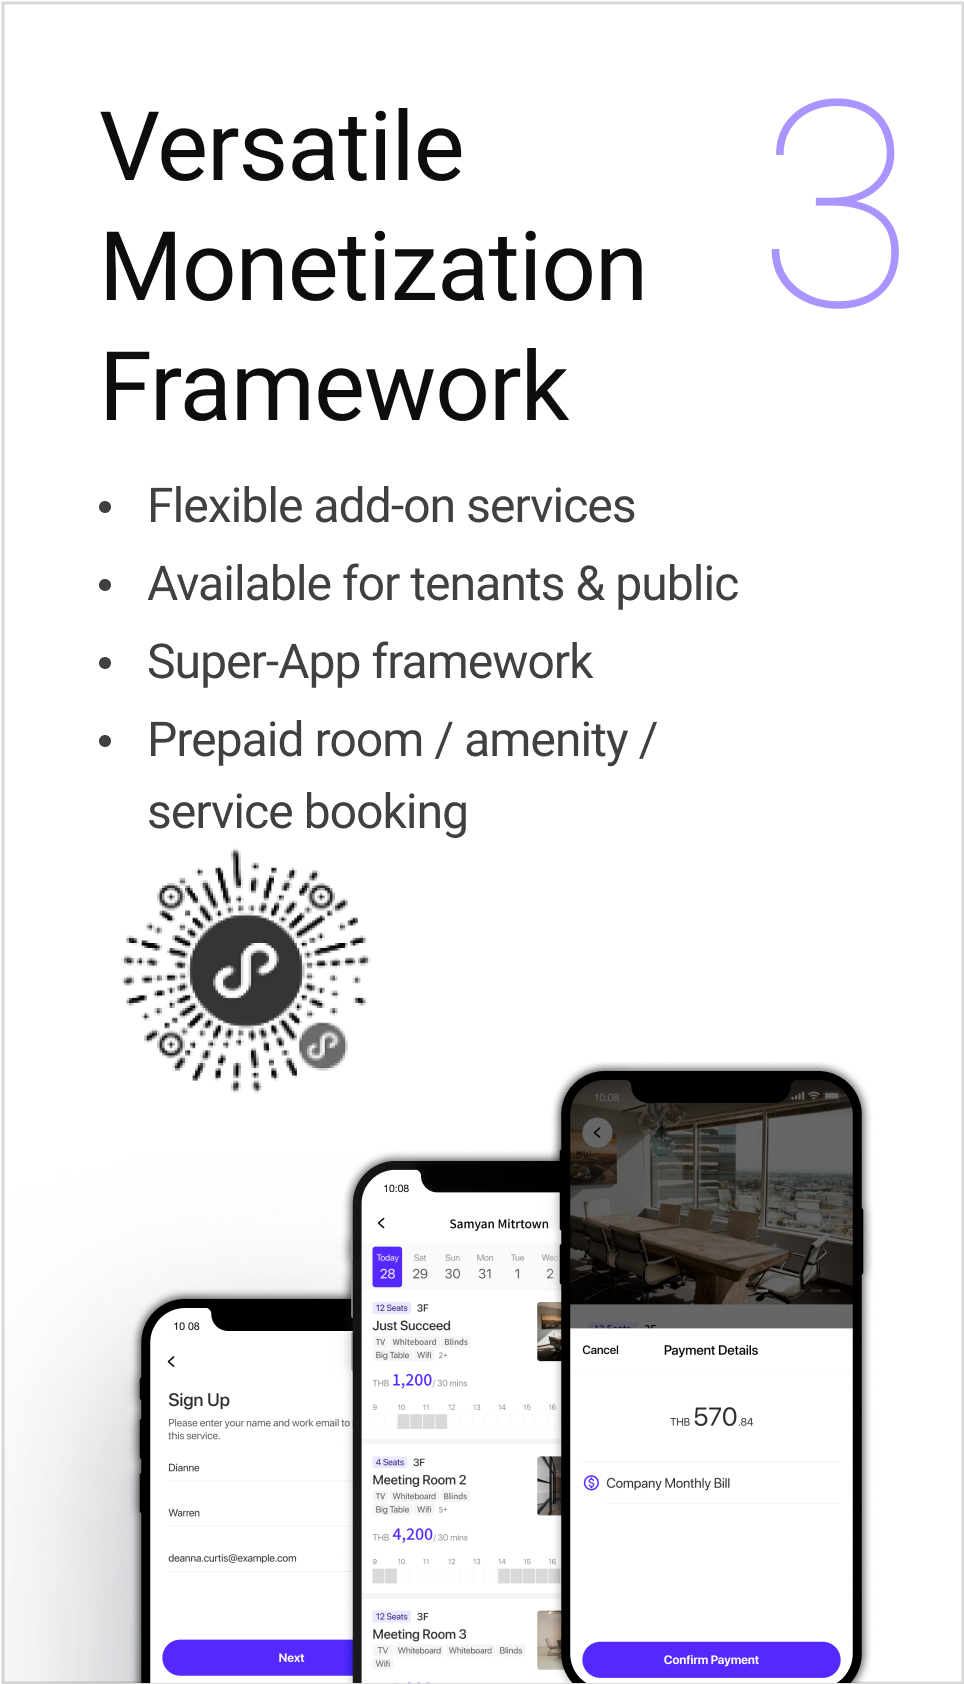 Versatile
3
Monetization
Framework
• Flexible add-on services
• Available for tenants & public
• Super-App framework
• Prepaid room / amenity /
service booking
10 08
Sign Up
Please enter your name and work email to
this service.
Dianne
Warren
deanna.curtis@example.com
Next
10:08
Samyan Mitrtown
Today Sat Sun Mon Tue Wed
28 29 30 31 1 2
12 Seats 3F
Just Succeed
TV Whiteboard Blinds
Big Table Wifi 2+
THB 1,200/ 30 mins
9 10 11 12 13 14 15 16
4 Seats 3F
Meeting Room 2
TV Whiteboard Blinds
Big Table Wifi 5+
THB 4,200/ 30 mins
9 10 11 12 13 14 15 16
12 Seats 3F
Meeting Room 3
TV Whiteboard Whiteboard Blinds
Wifi
10:08
12 Seats 3F
Cancel Payment Details
THB 570.84
Company Monthly Bill
Confirm Payment